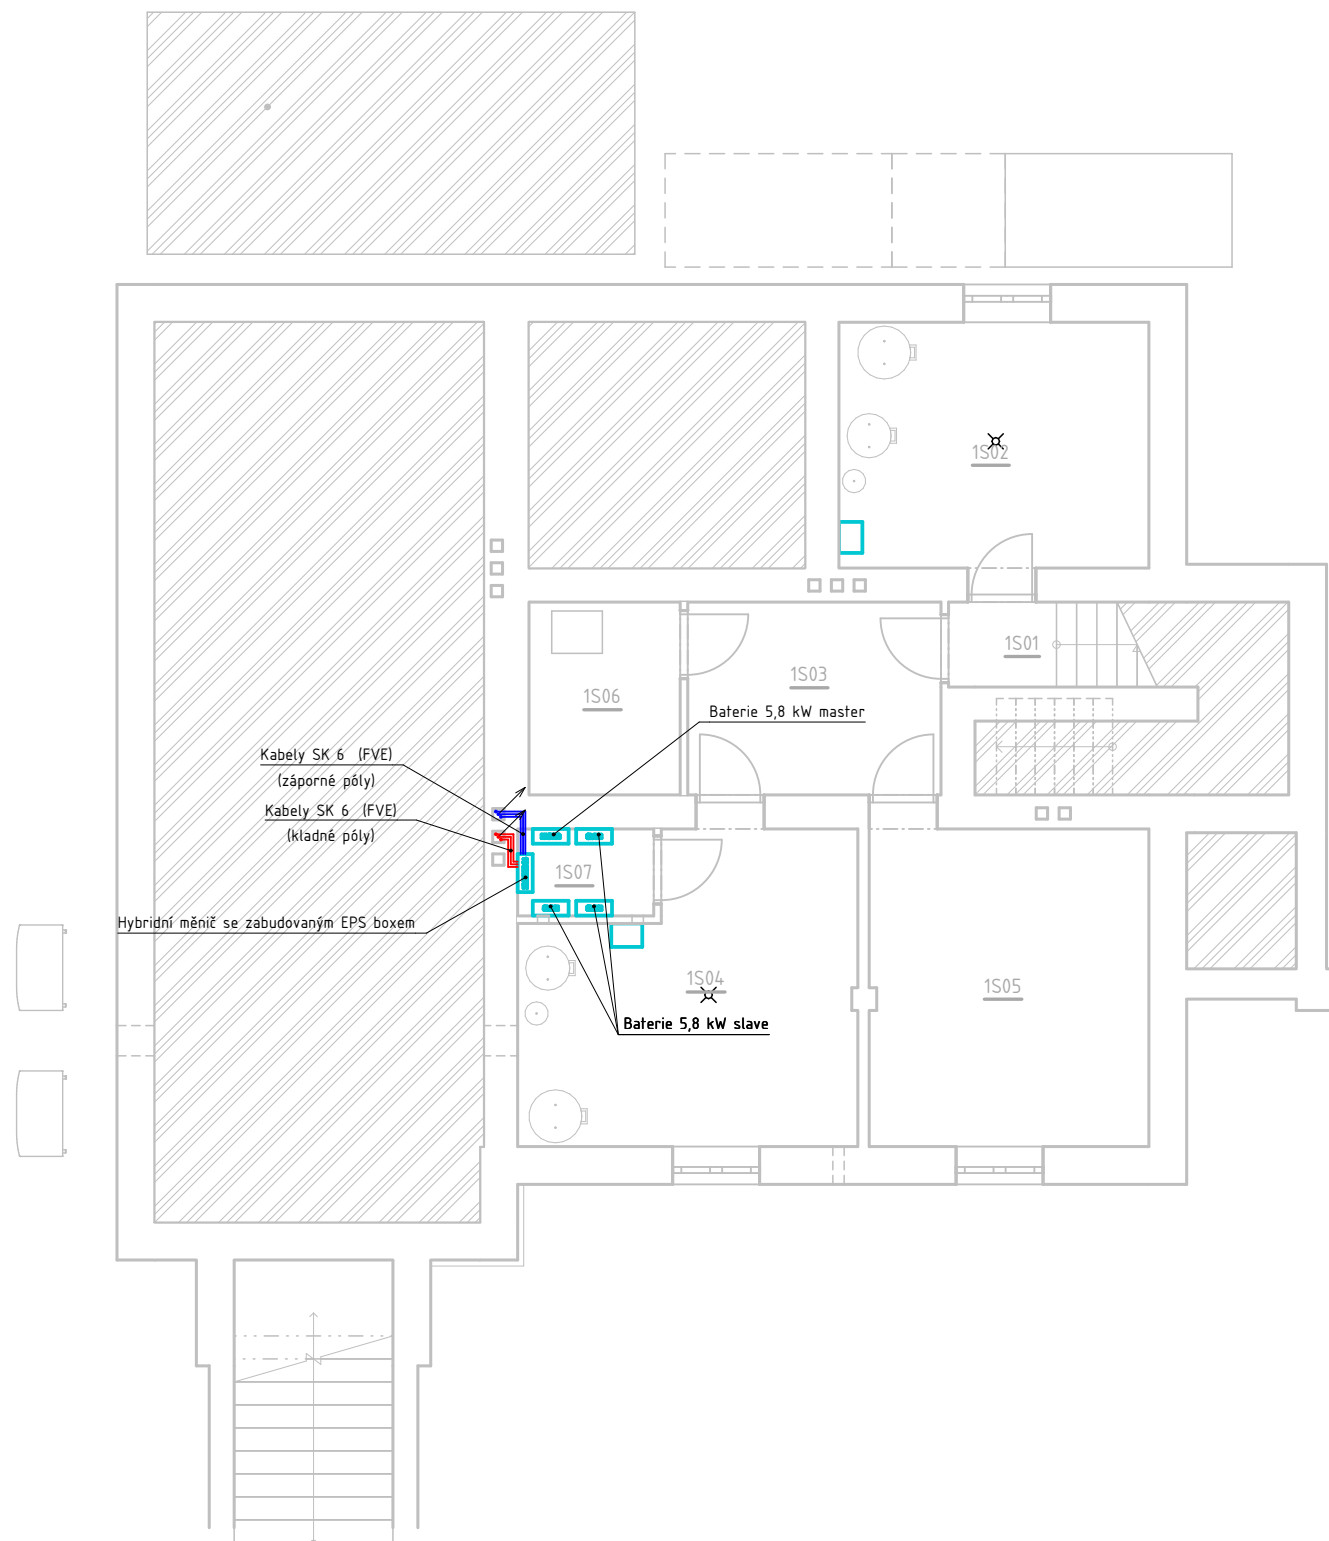 1S02
1S01
1S03
1S06
Baterie 5,8 kW master
Kabely SK 6 (FVE)
(záporné póly)
Kabely SK 6 (FVE)
(kladné póly)
1S07
Hybridní měnič se zabudovaným EPS boxem
1S04
1S05
Baterie 5,8 kW slave